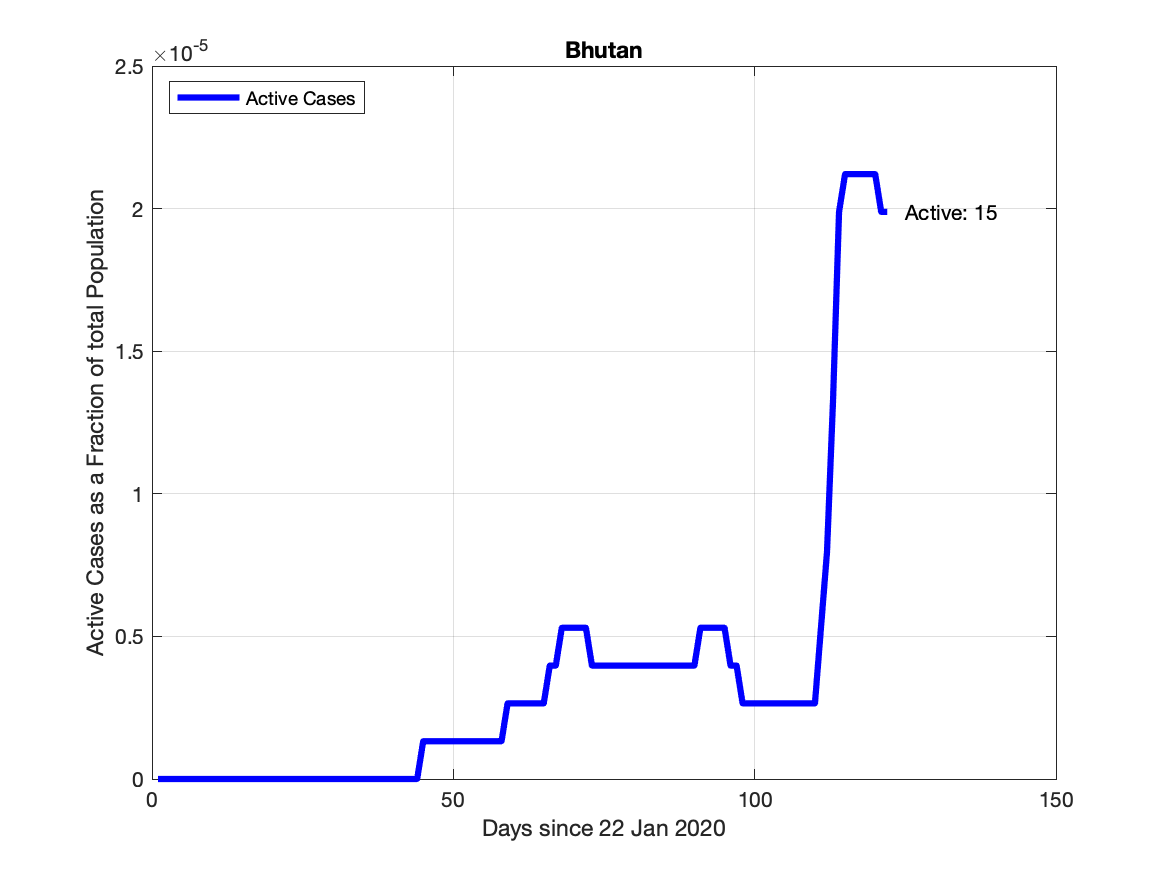 Bhutan
×10-5
2.5
2
1.5
1
0.5
0
Active Cases
Active: 15
Active Cases as a Fraction of total Population
0 50 100 150
Days since 22 Jan 2020